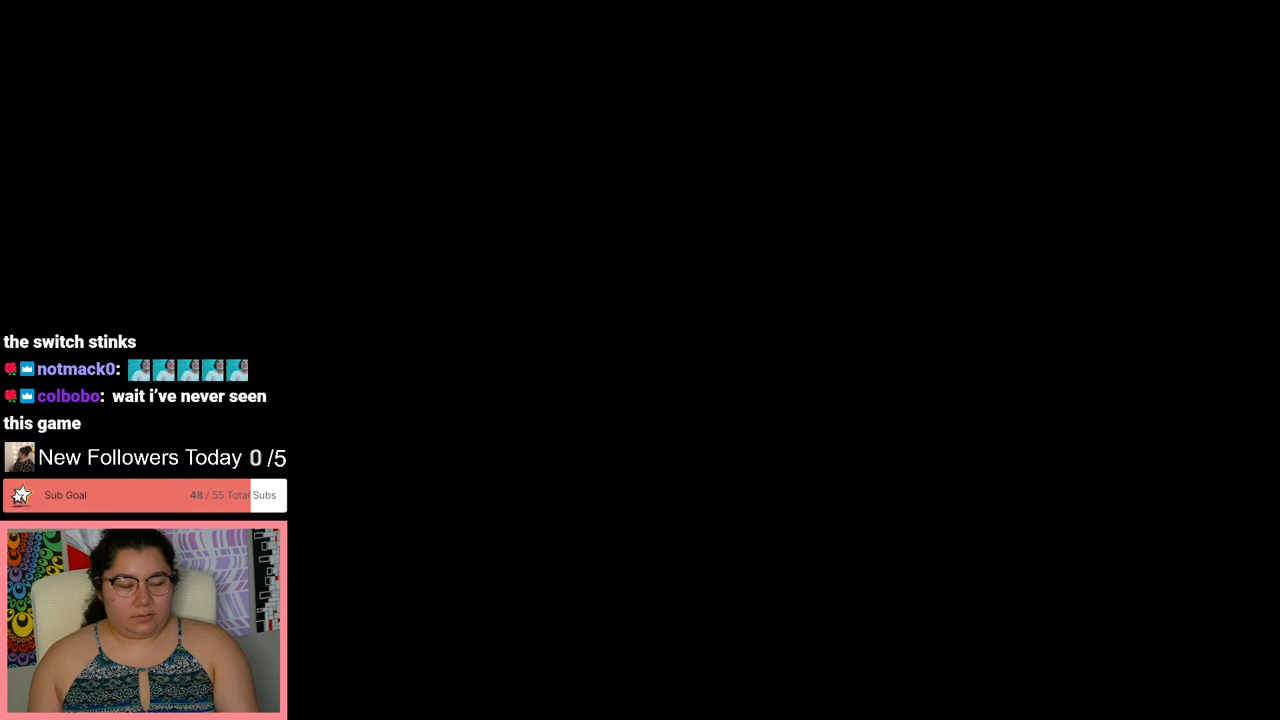 the switch stinks
notmack0:
colbobo: wait i’ve never seen
this game
New Followers Today 0 /5
Sub Goal 48 / 55 Total Subs